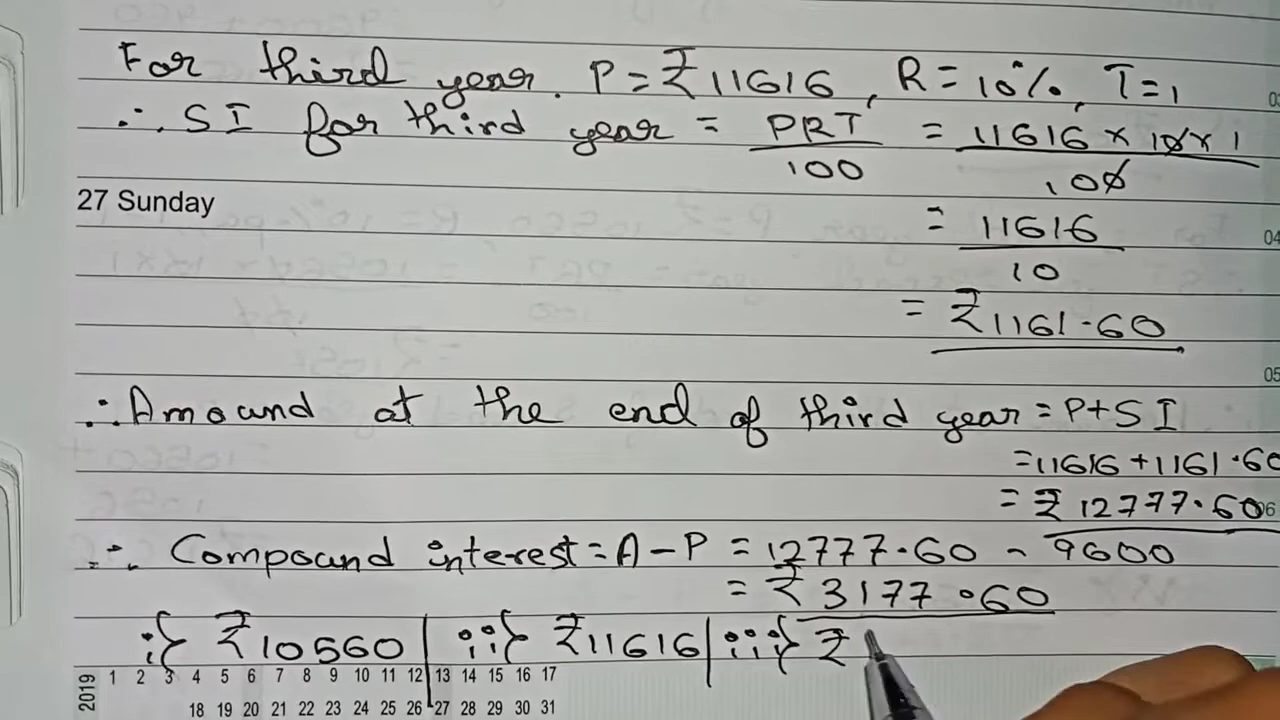 For third year. P = ₹11616, R = 10%, T = 1
∴ SI for third year = PRT/100 = 11616 × 10 × 1/100
27 Sunday
= 11616/10
= ₹1161.60
∴ Amound at the end of third year = P + SI
= 11616 + 1161.60
= ₹12777.60
∴ Compound interest = A - P = 12777.60 - 9600
= ₹3177.60
i} ₹10560 | ii} ₹11616 | iii} ₹
2019 1 2 3 4 5 6 7 8 9 10 11 12 13 14 15 16 17
18 19 20 21 22 23 24 25 26 27 28 29 30 31
04
05
06